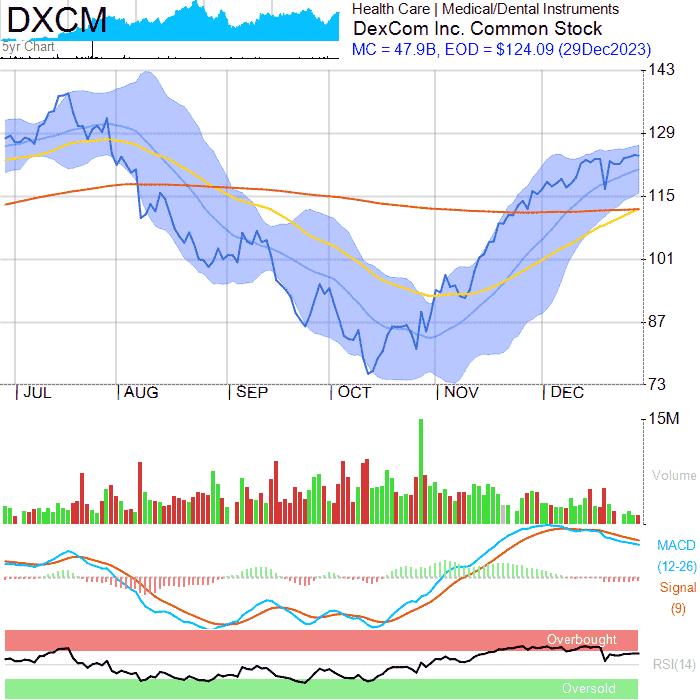 DXCM
5yr Chart
Health Care | Medical/Dental Instruments
DexCom Inc. Common Stock
MC = 47.9B, EOD = $124.09 (29Dec2023)
143
129
115
101
87
73
JUL AUG SEP OCT NOV DEC
15M
Volume
MACD
(12-26)
Signal
(9)
Overbought
RSI(14)
Oversold